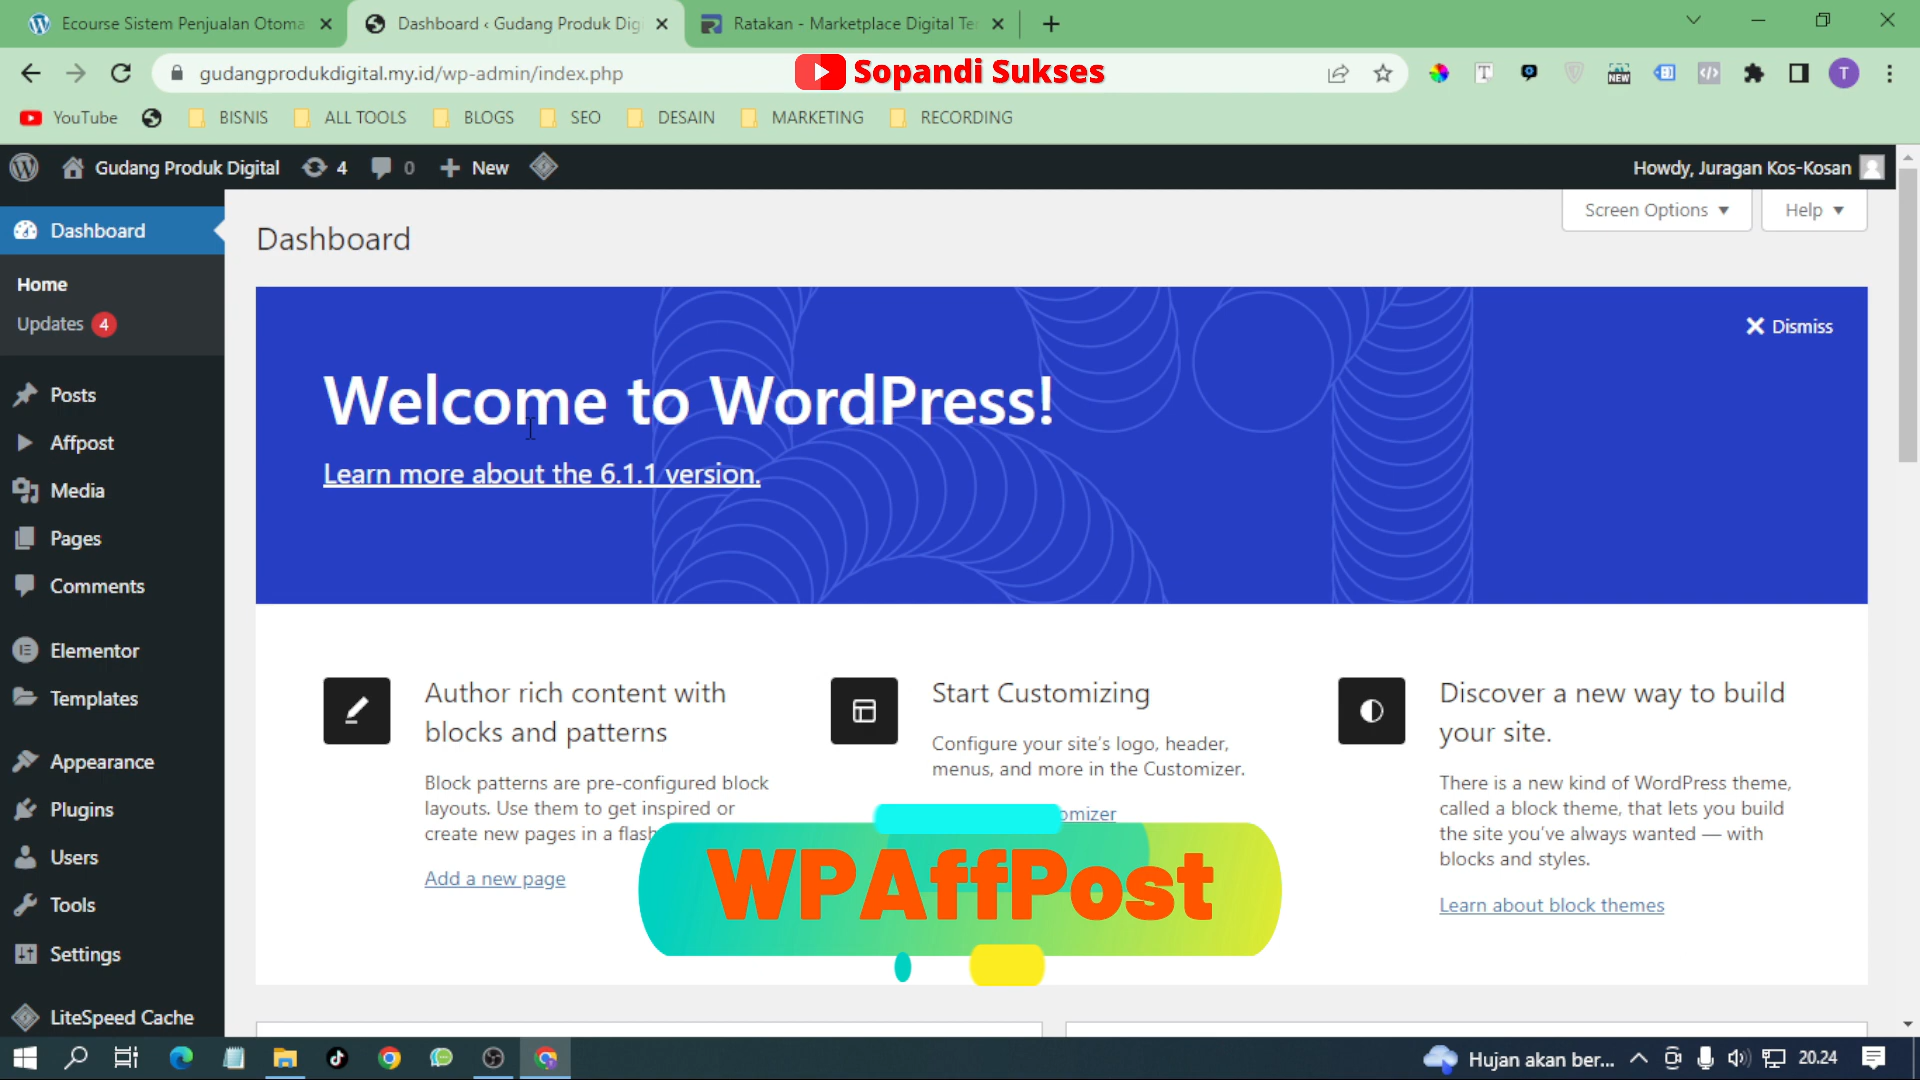 Ecourse Sistem Penjualan Otoma
Dashboard ‹ Gudang Produk Dig
Ratakan - Marketplace Digital Te
gudangprodukdigital.my.id/wp-admin/index.php
Sopandi Sukses
T
NEW
T
YouTube
BISNIS
ALL TOOLS
BLOGS
SEO
DESAIN
MARKETING
RECORDING
Gudang Produk Digital
4
0
New
Howdy, Juragan Kos-Kosan
Screen Options
Help
Dashboard
Home
Updates 4
Posts
Affpost
Media
Pages
Comments
Elementor
Templates
Appearance
Plugins
Users
Tools
Settings
LiteSpeed Cache
Dashboard
Dismiss
Welcome to WordPress!
Learn more about the 6.1.1 version.
Author rich content with
blocks and patterns
Block patterns are pre-configured block
layouts. Use them to get inspired or
create new pages in a flash
Add a new page
Start Customizing
Configure your site's logo, header,
menus, and more in the Customizer.
omizer
Discover a new way to build
your site.
There is a new kind of WordPress theme,
called a block theme, that lets you build
the site you've always wanted — with
blocks and styles.
Learn about block themes
WPAffPost
Hujan akan ber...
20.24